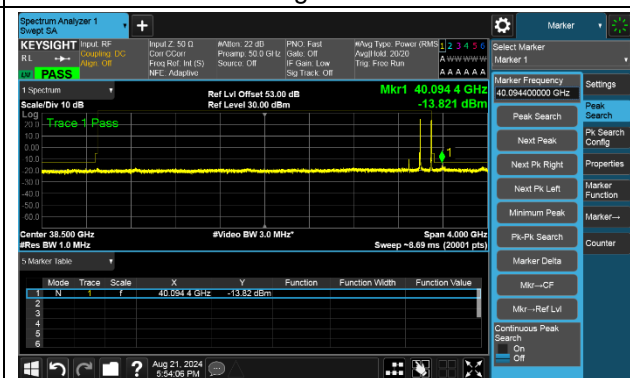 Spectrum Analyzer 1
Swept SA
+
Marker
KEYSIGHT
RL
PASS
Input: RF
Coupling: DC
Align: Off
Input Z: 50 Ω
Corr CCorr
Freq Ref: Int (S)
NFE: Adaptive
#Atten: 22 dB
Preamp: 50.0 GHz
Source: Off
PNO: Fast
Gate: Off
IF Gain: Low
Sig Track: Off
#Avg Type: Power (RMS)
Avg|Hold: 20/20
Trig: Free Run
1 2 3 4 5 6
A W W W W W
A A A A A A
Select Marker
Marker 1
1 Spectrum
Scale/Div 10 dB
Ref Lvl Offset 53.00 dB
Ref Level 30.00 dBm
Mkr1 40.094 4 GHz
-13.821 dBm
Log
Trace 1 Pass
20.0
10.0
0.00
-10.0
-20.0
-30.0
-40.0
-50.0
-60.0
1
Center 38.500 GHz
#Res BW 1.0 MHz
#Video BW 3.0 MHz*
Span 4.000 GHz
Sweep ~8.69 ms (20001 pts)
5 Marker Table
Mode Trace Scale X Y Function Function Width Function Value
1 N 1 f 40.094 4 GHz -13.82 dBm
2
3
4
5
6
Marker Frequency
40.094400000 GHz
Peak Search
Next Peak
Next Pk Right
Next Pk Left
Minimum Peak
Pk-Pk Search
Marker Delta
Mkr→CF
Mkr→Ref Lvl
Continuous Peak
Search
On
Off
Settings
Peak
Search
Pk Search
Config
Properties
Marker
Function
Marker→
Counter
?
Aug 21, 2024
5:54:06 PM